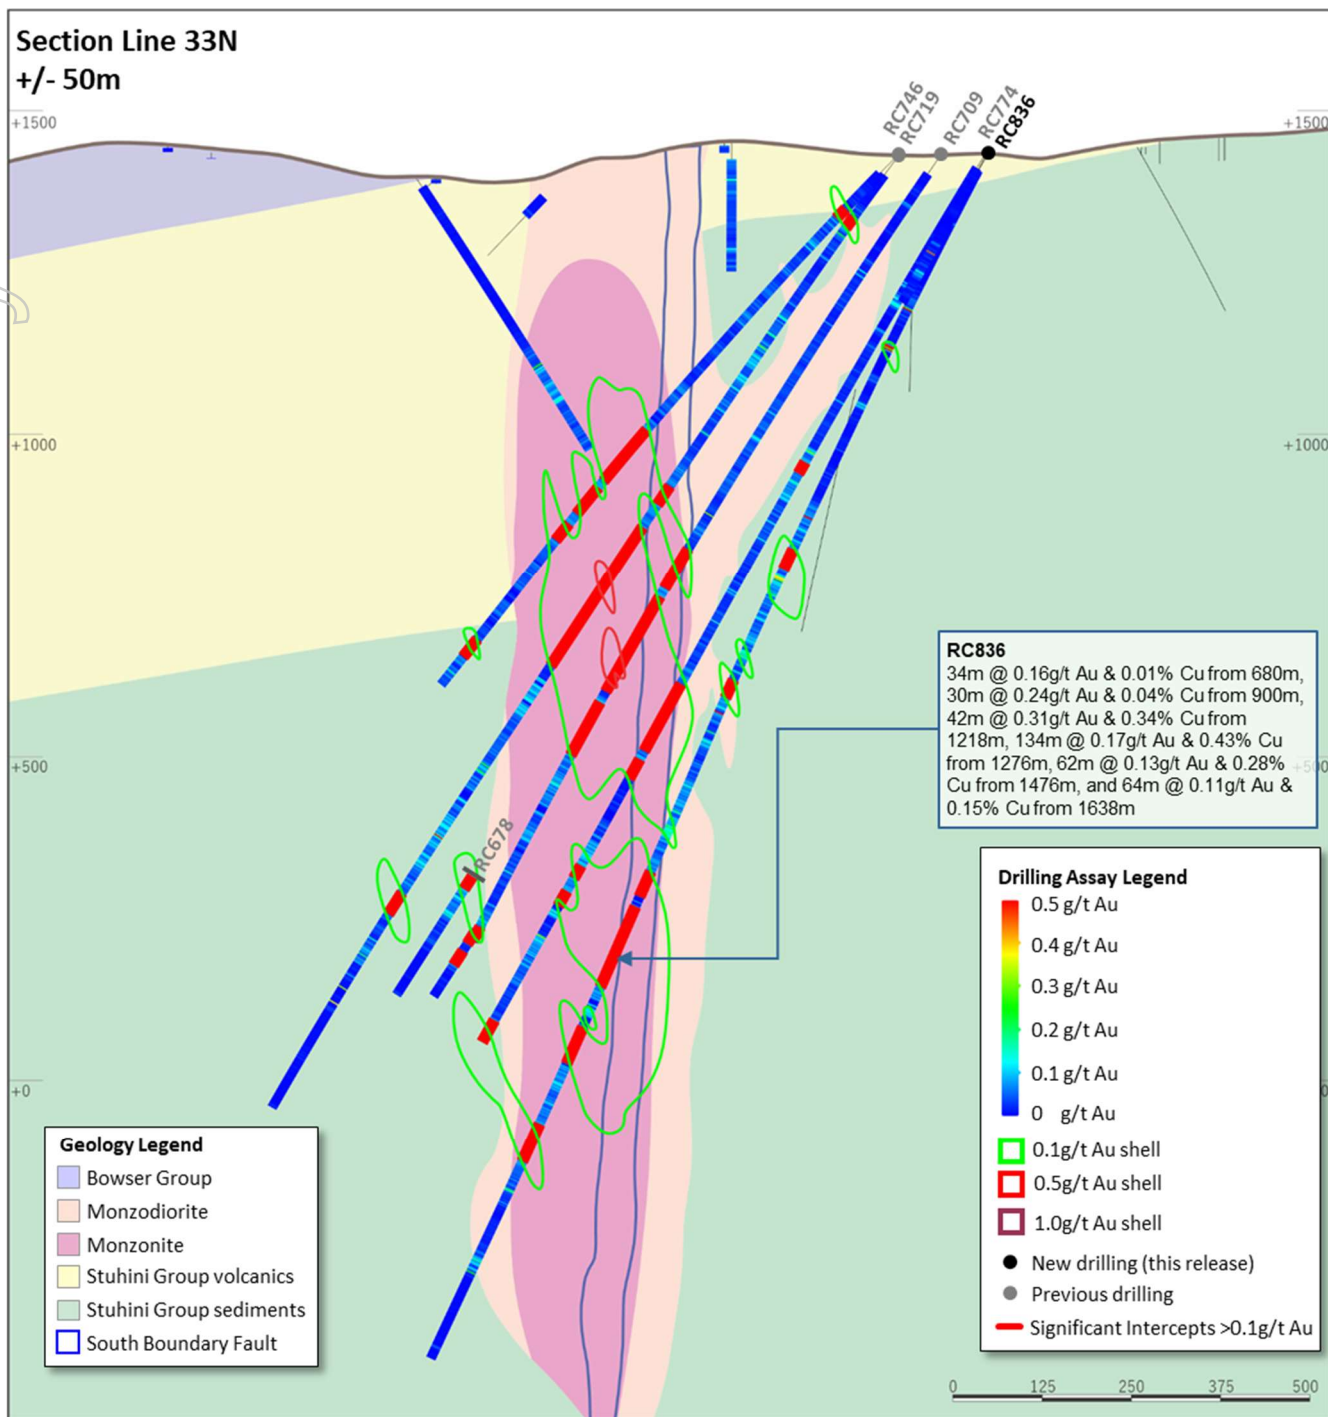 Section Line 33N
+/- 50m
RC746
RC719
RC709
RC774
RC836
+1500
+1500
+1000
+1000
RC836
34m @ 0.16g/t Au & 0.01% Cu from 680m,
30m @ 0.24g/t Au & 0.04% Cu from 900m,
42m @ 0.31g/t Au & 0.34% Cu from
1218m, 134m @ 0.17g/t Au & 0.43% Cu
from 1276m, 62m @ 0.13g/t Au & 0.28%
Cu from 1476m, and 64m @ 0.11g/t Au &
0.15% Cu from 1638m
+500
+500
RC678
Drilling Assay Legend
0.5 g/t Au
0.4 g/t Au
0.3 g/t Au
0.2 g/t Au
0.1 g/t Au
0 g/t Au
0.1g/t Au shell
0.5g/t Au shell
1.0g/t Au shell
New drilling (this release)
Previous drilling
Significant Intercepts >0.1g/t Au
+0
Geology Legend
Bowser Group
Monzodiorite
Monzonite
Stuhini Group volcanics
Stuhini Group sediments
South Boundary Fault
0 125 250 375 500